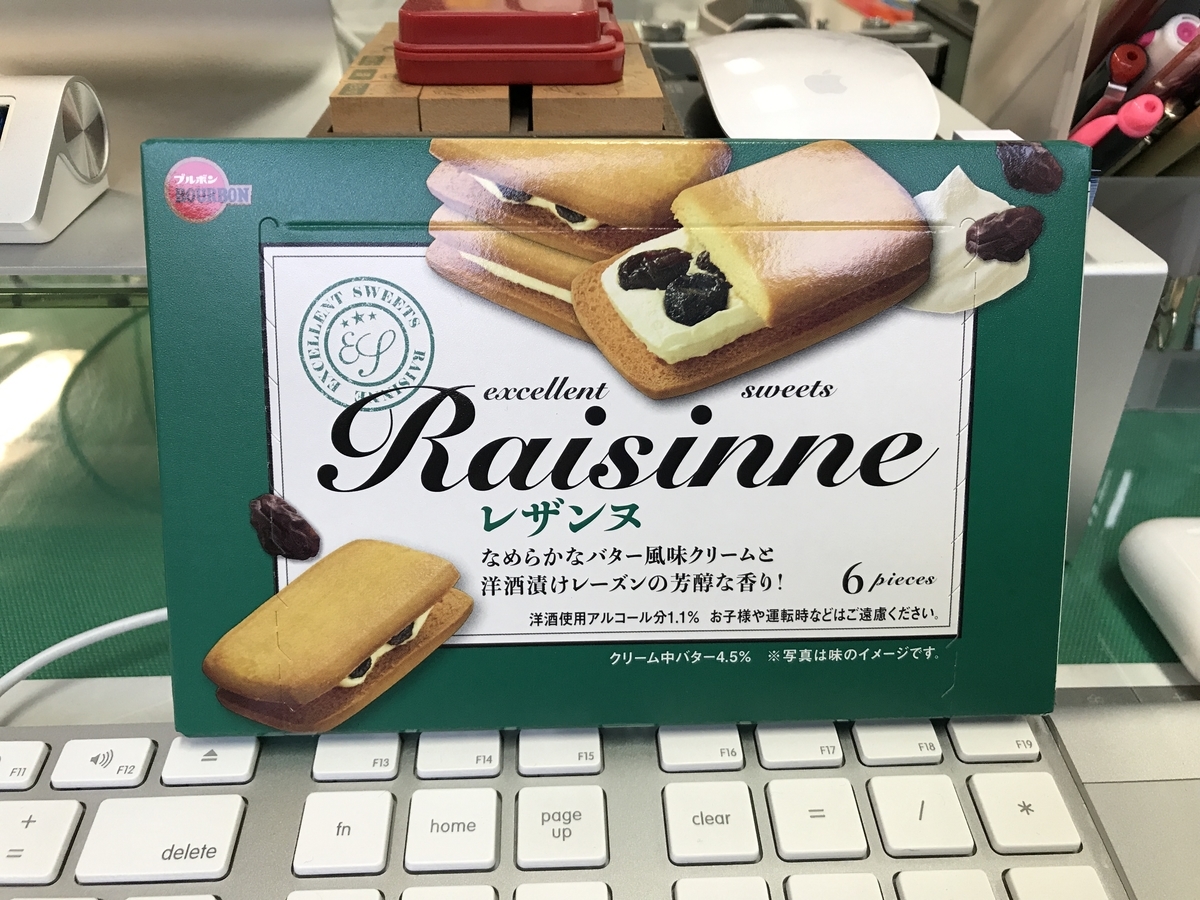 ブルボン
BOURBON
EXCELLENT SWEETS RAISINNE
ES
excellent sweets
Raisinne
レザンヌ
なめらかなバター風味クリームと
洋酒漬けレーズンの芳醇な香り!
6 pieces
洋酒使用アルコール分1.1% お子様や運転時などはご遠慮ください。
クリーム中バター4.5% ※写真は味のイメージです。
F11 F12 F13 F14 F15 F16 F17 F18 F19
+ = delete fn home page up clear = / *